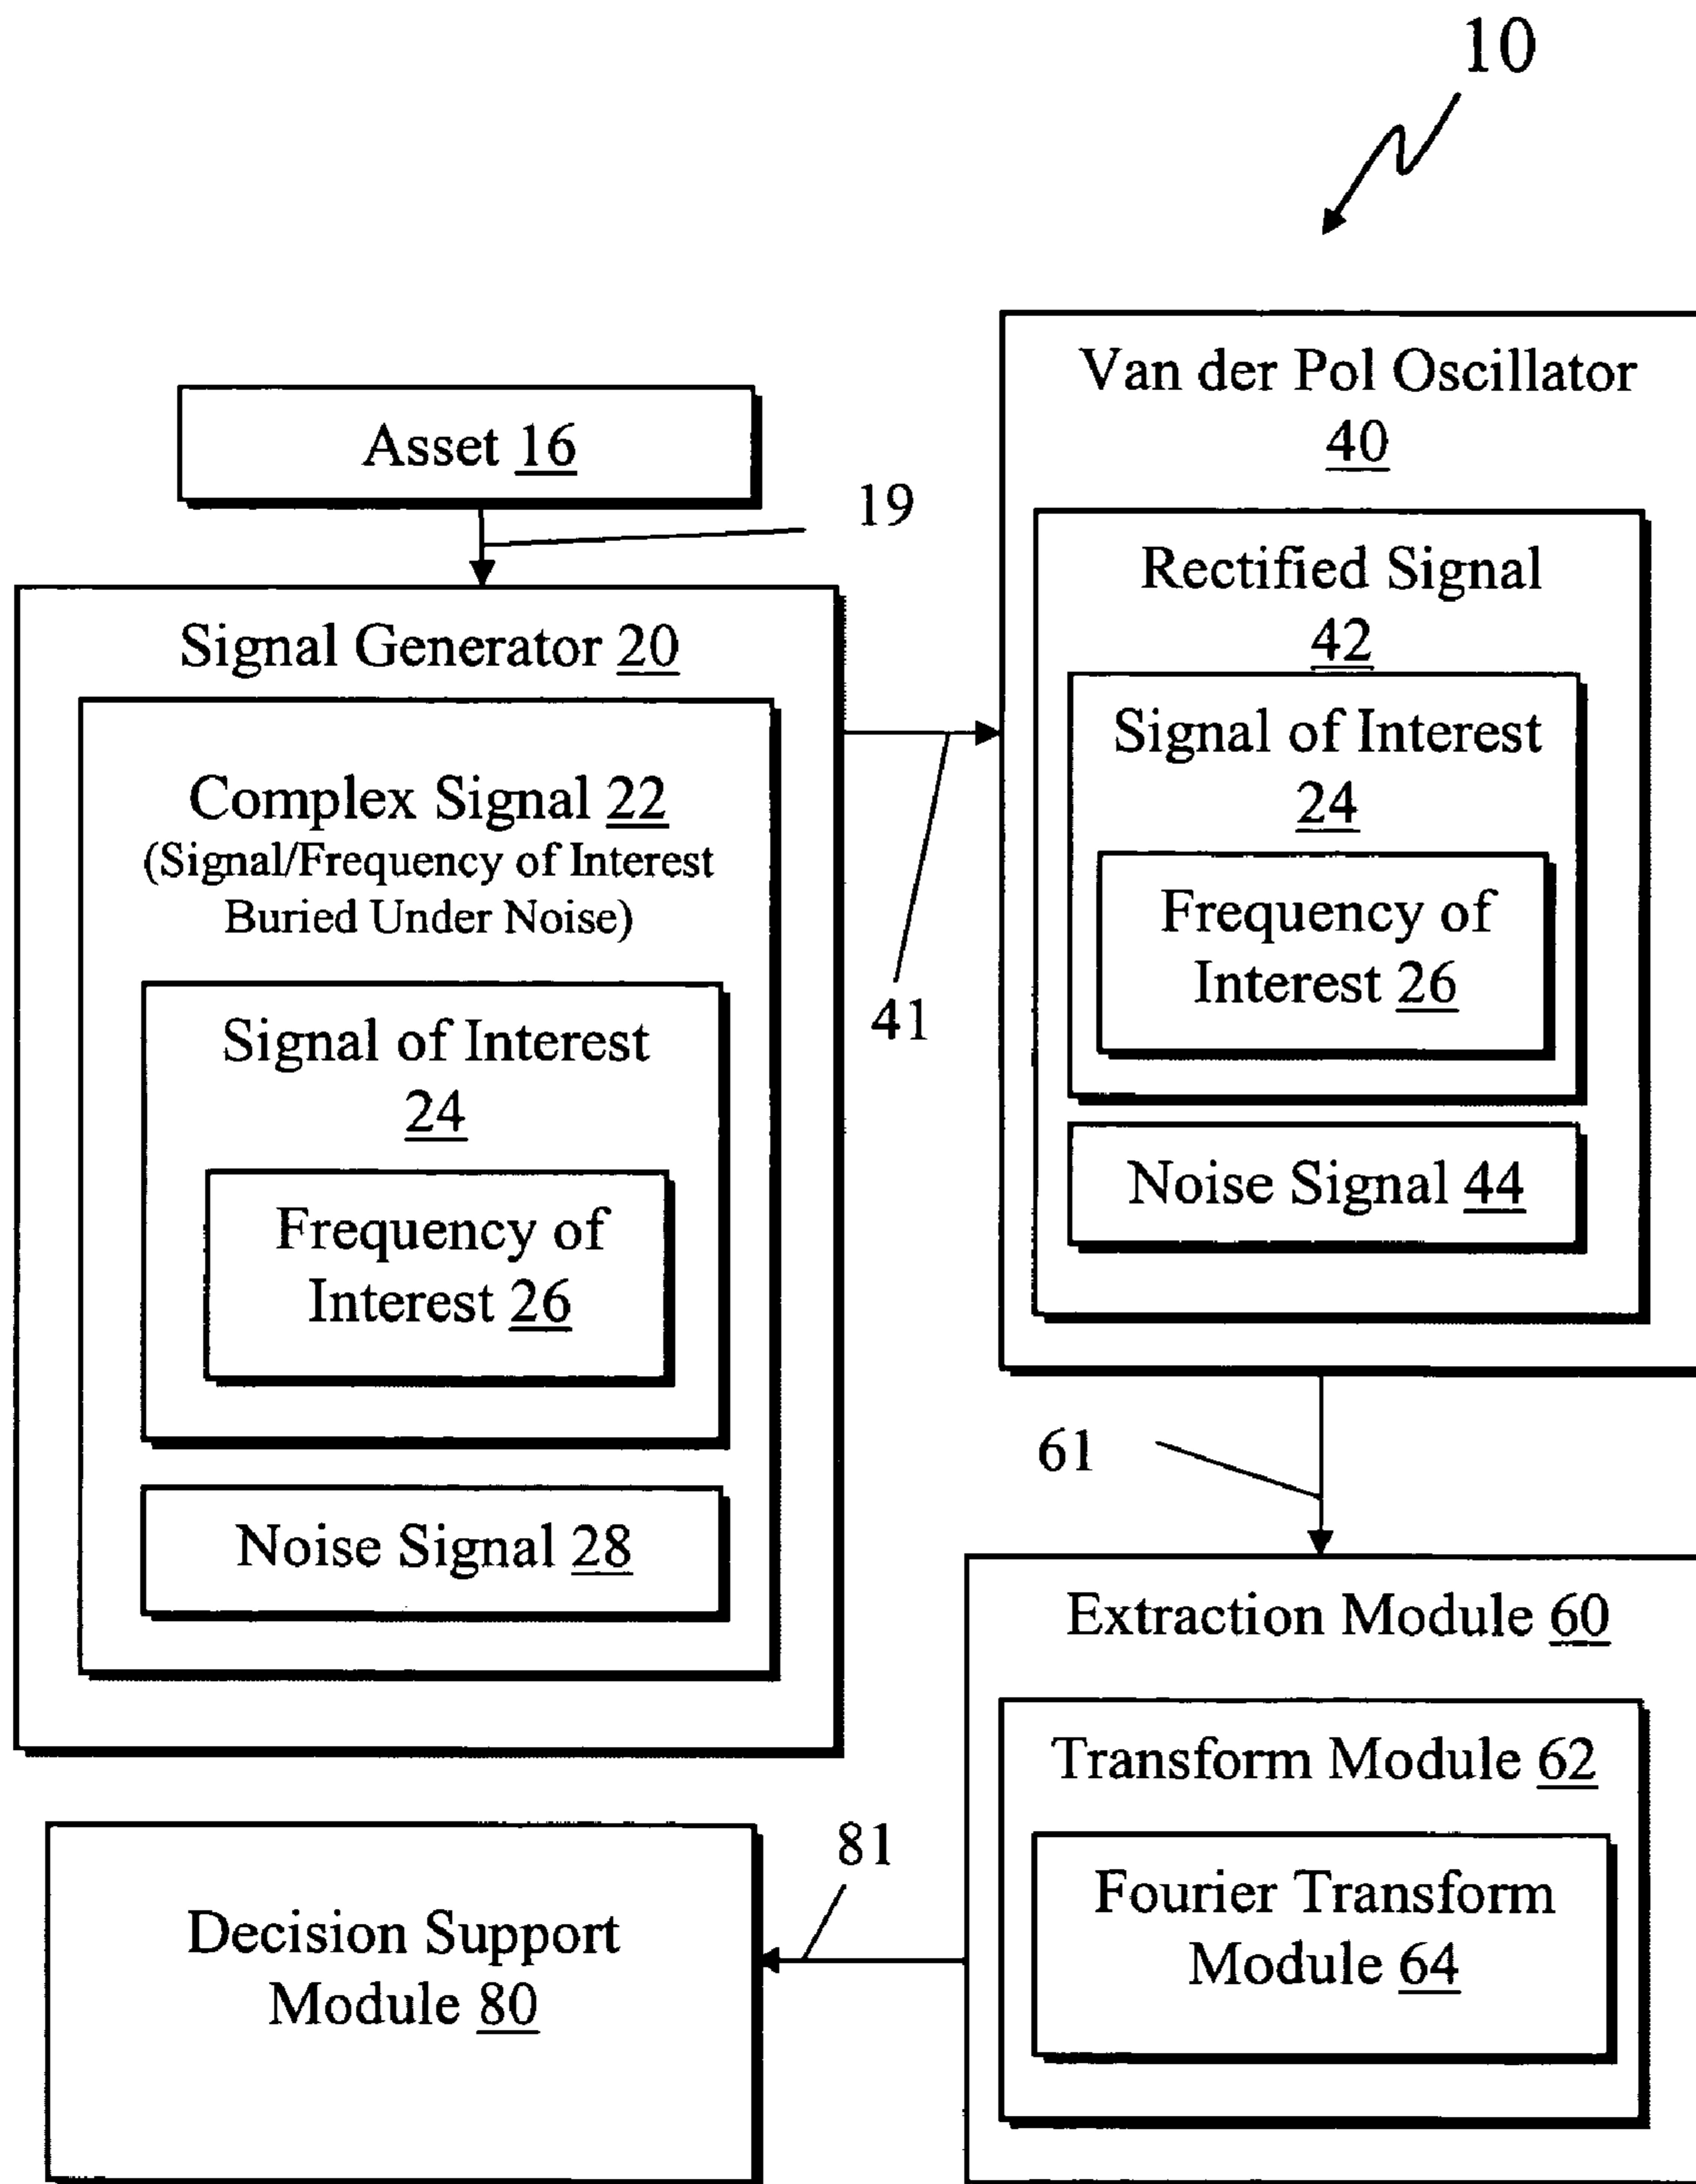 10
Asset 16
19
Signal Generator 20
Complex Signal 22
(Signal/Frequency of Interest
Buried Under Noise)
Signal of Interest
24
Frequency of
Interest 26
Noise Signal 28
41
Van der Pol Oscillator
40
Rectified Signal
42
Signal of Interest
24
Frequency of
Interest 26
Noise Signal 44
61
Extraction Module 60
Transform Module 62
Fourier Transform
Module 64
81
Decision Support
Module 80